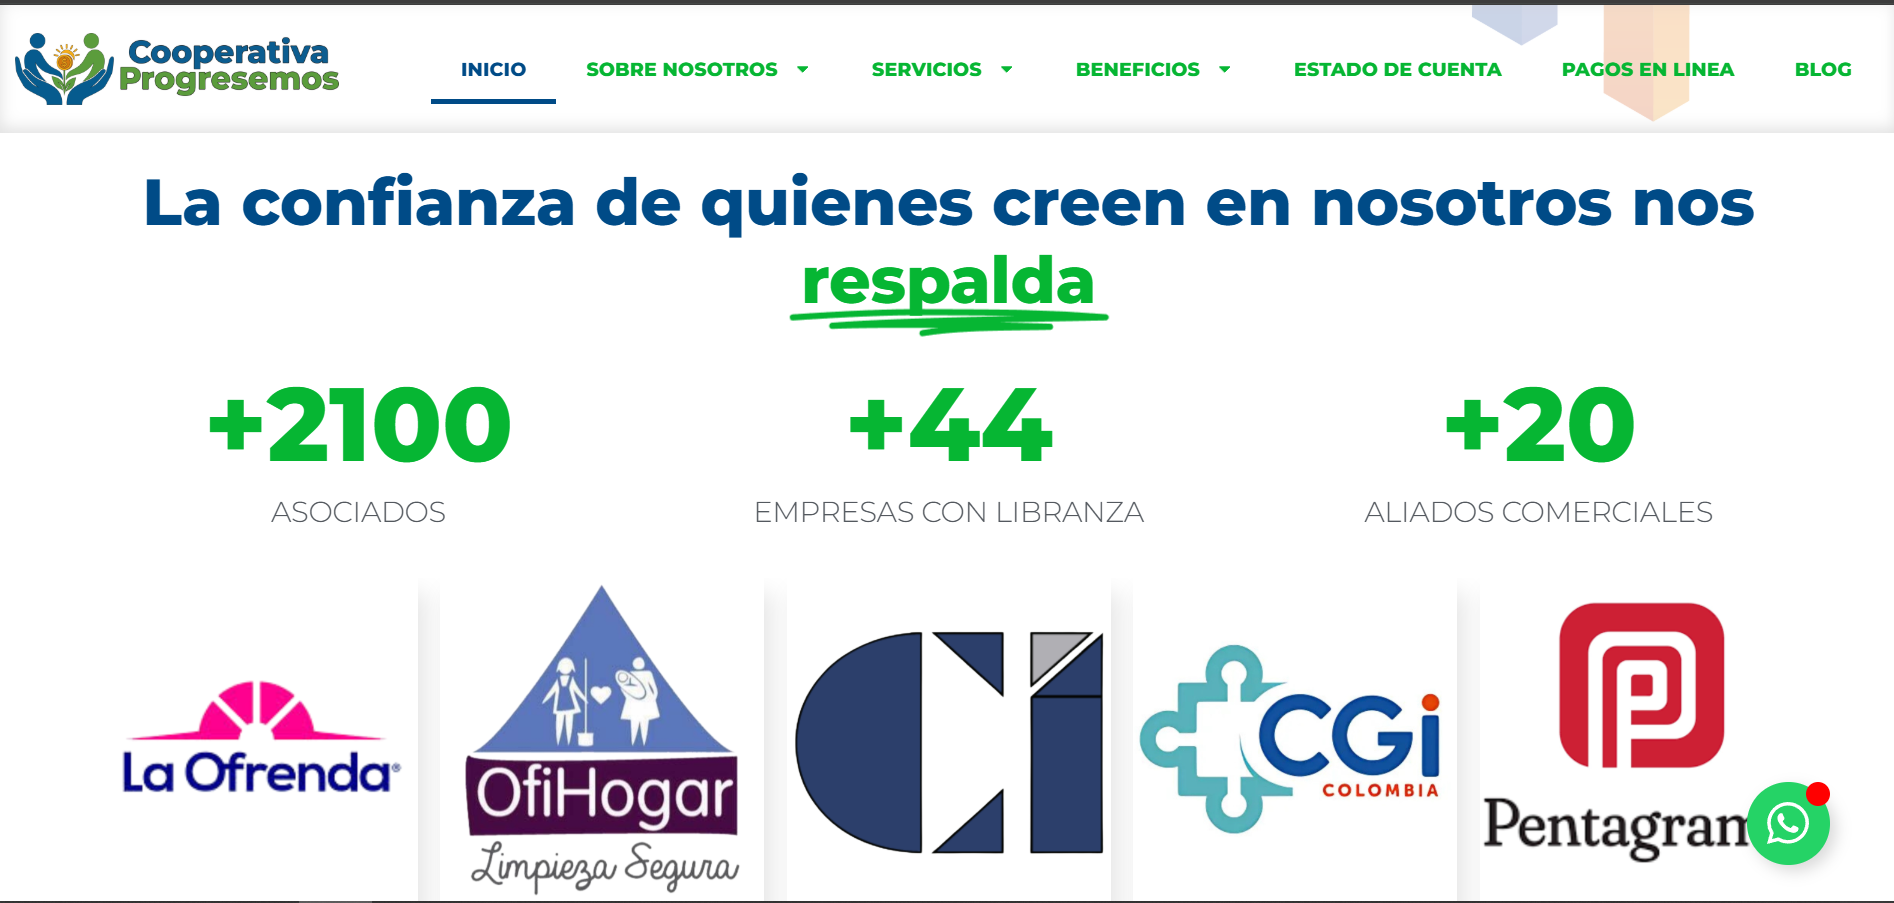 Cooperativa
Progresemos
INICIO
SOBRE NOSOTROS
SERVICIOS
BENEFICIOS
ESTADO DE CUENTA
PAGOS EN LINEA
BLOG
La confianza de quienes creen en nosotros nos
respalda
+2100
+44
+20
ASOCIADOS
EMPRESAS CON LIBRANZA
ALIADOS COMERCIALES
La Ofrenda®
OfiHogar
Limpieza Segura
Ci
CGi
COLOMBIA
P
Pentagram